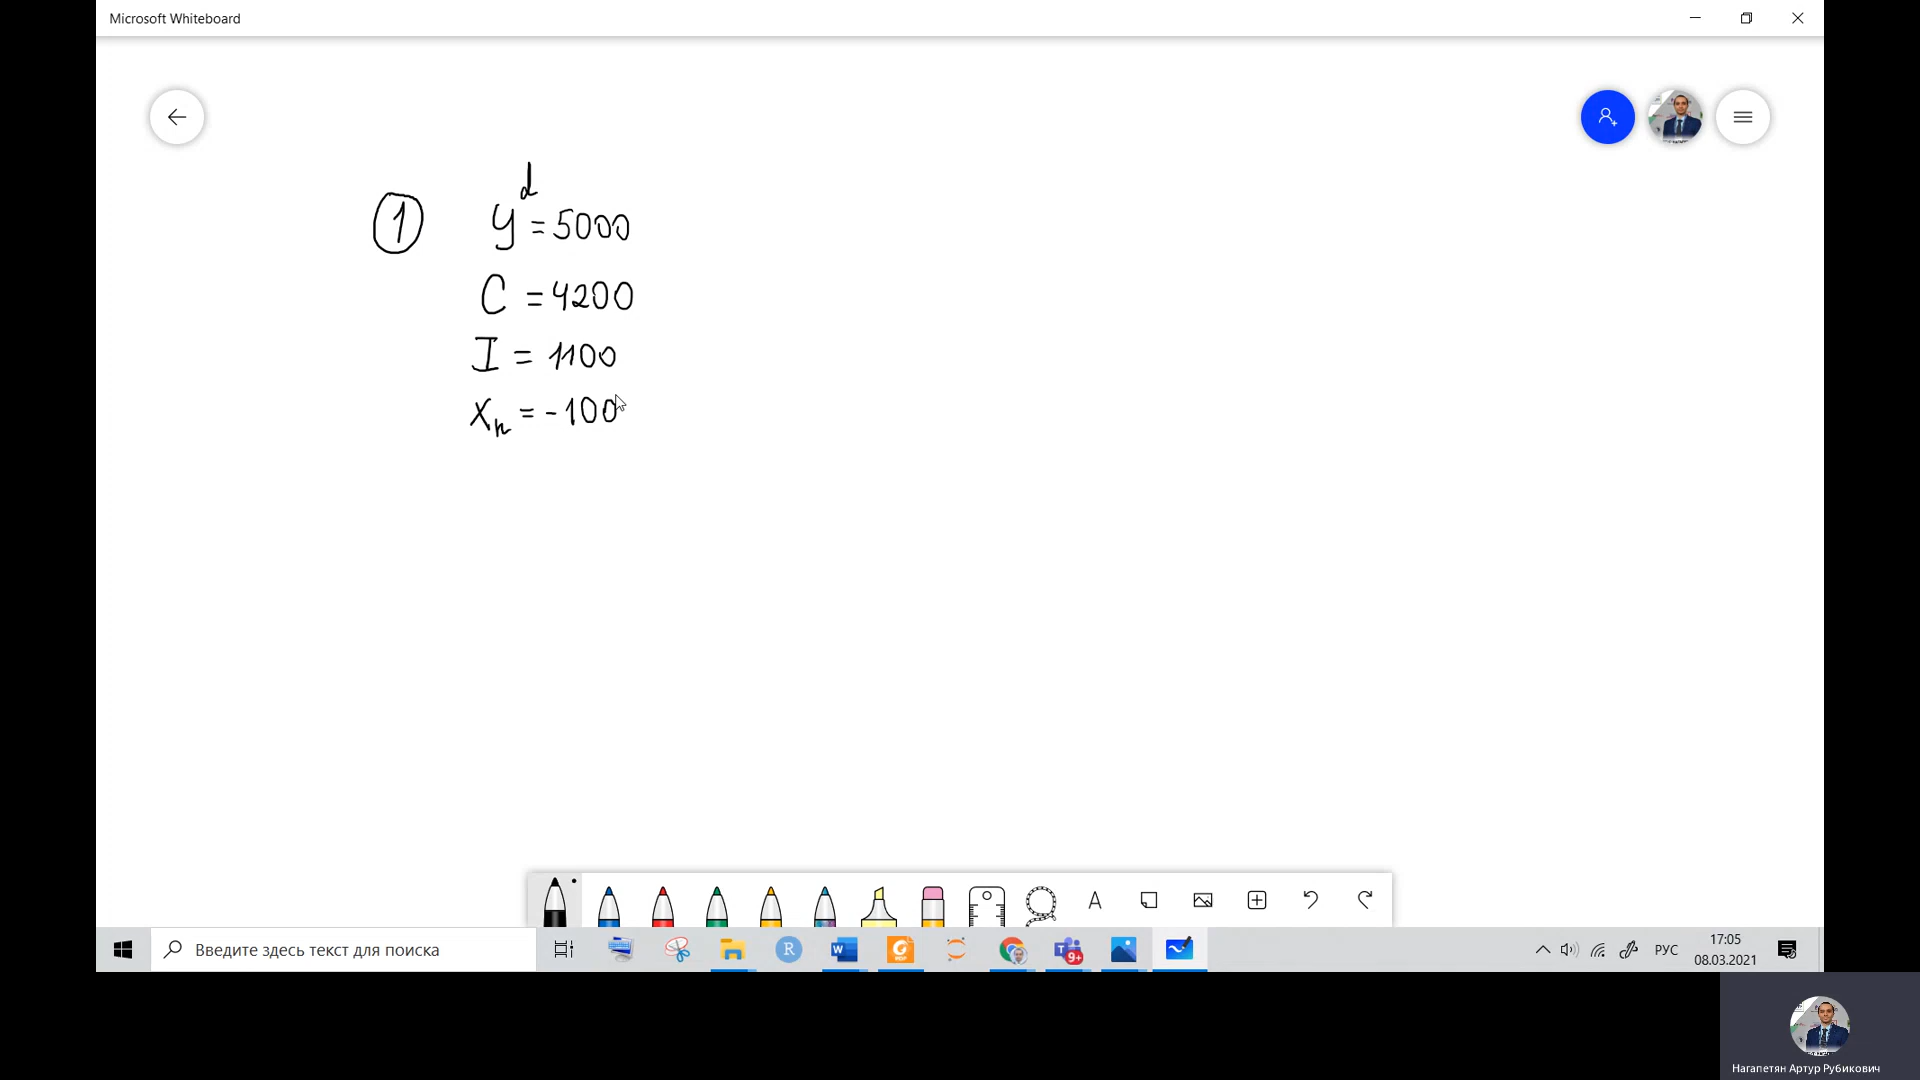 Microsoft Whiteboard
1
y^d = 5000
C = 4200
I = 1100
X_n = -100
A
Введите здесь текст для поиска
R
W
9+
РУС
17:05
08.03.2021
Нагапетян Артур Рубикович